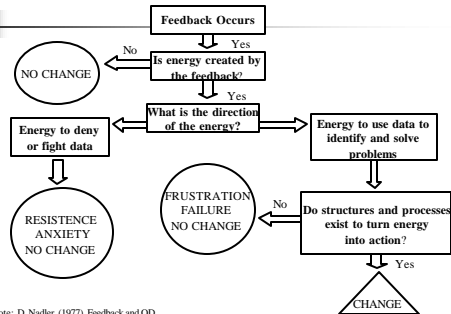 Feedback Occurs
No
Yes
Is energy created by
the feedback?
NO CHANGE
Yes
What is the direction
of the energy?
Energy to deny
or fight data
Energy to use data to
identify and solve
problems
FRUSTRATION
FAILURE
NO CHANGE
No
Do structures and processes
exist to turn energy
into action?
RESISTENCE
ANXIETY
NO CHANGE
Yes
CHANGE
D. Nadler (1977) Feedback and OD